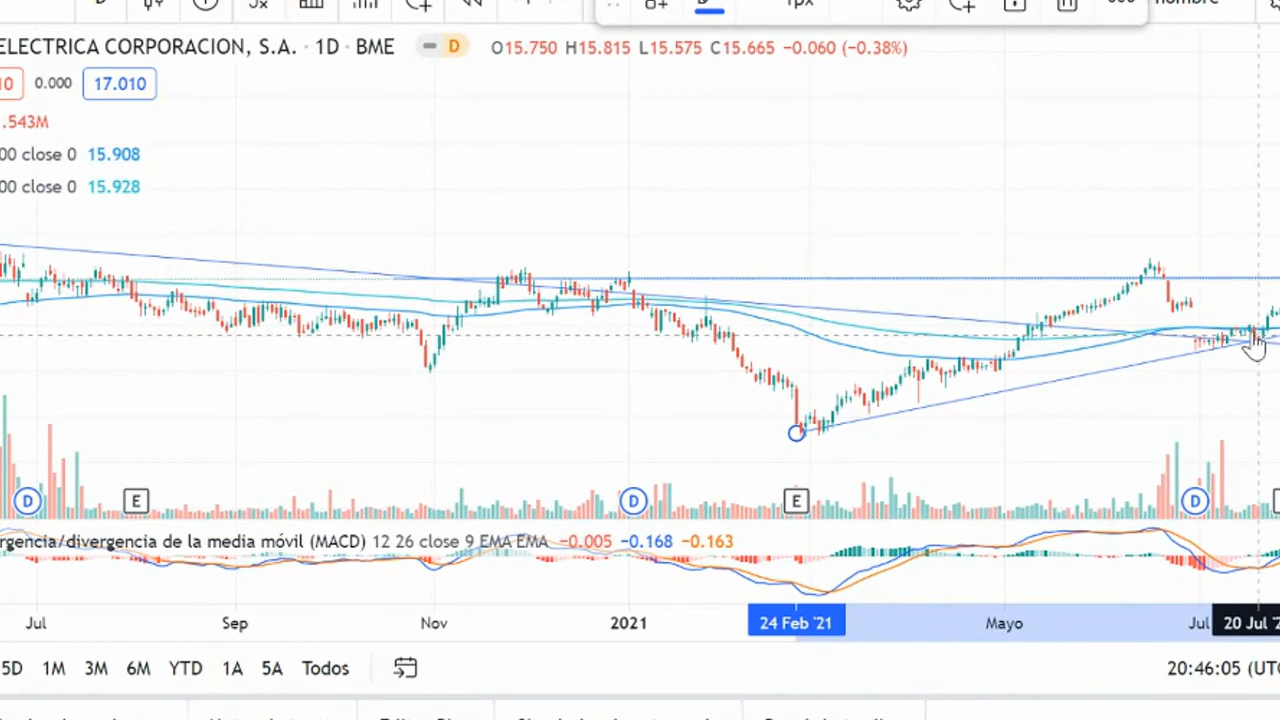 ELECTRICA CORPORACION, S.A. · 1D · BME D O15.750 H15.815 L15.575 C15.665 −0.060 (−0.38%)
0.000 17.010
.543M
00 close 0 15.908
00 close 0 15.928
D E D E D
rgencia/divergencia de la media móvil (MACD) 12 26 close 9 EMA EMA −0.005 −0.168 −0.163
Jul Sep Nov 2021 24 Feb '21 Mayo Jul 20 Jul
5D 1M 3M 6M YTD 1A 5A Todos 20:46:05 (UTC